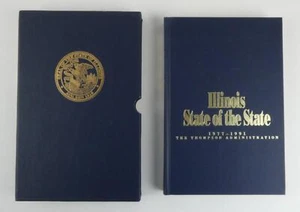 Illinois
State of the State
1977-1991
THE THOMPSON ADMINISTRATION